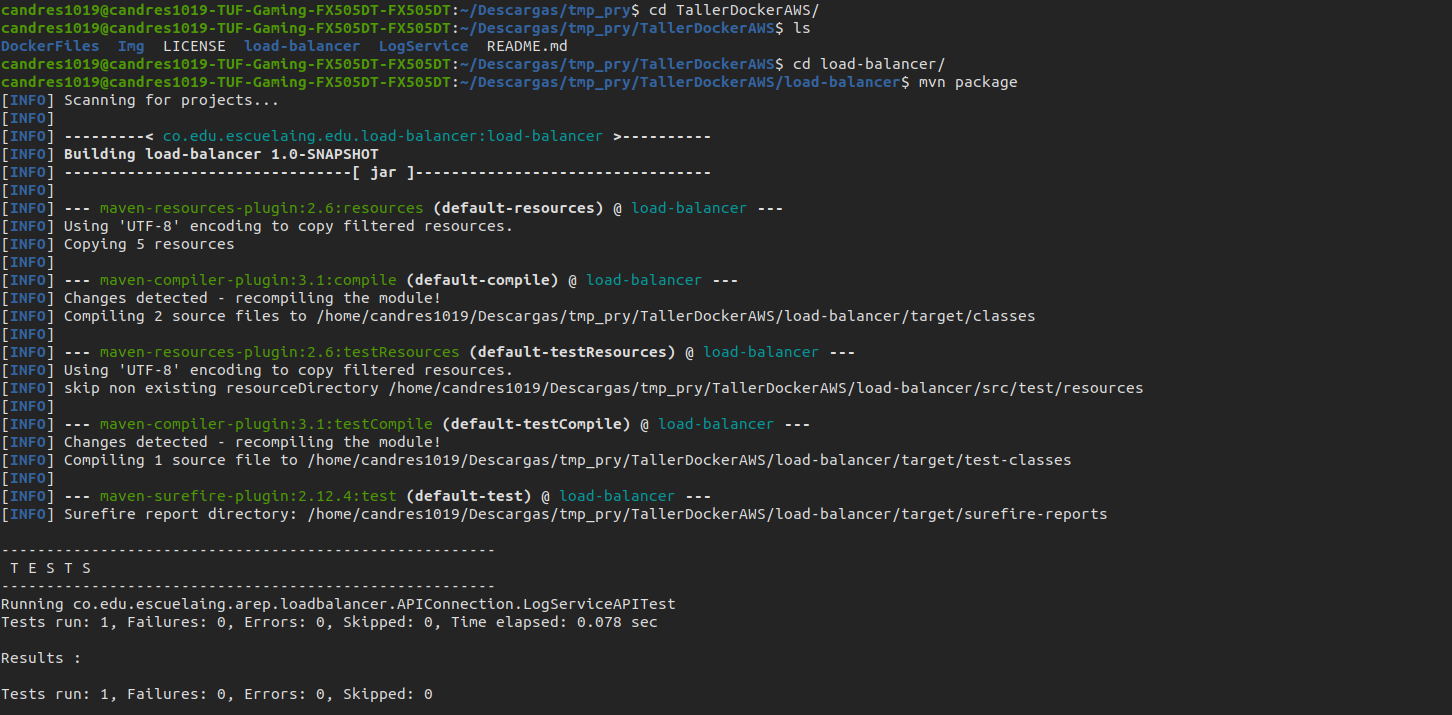 candres1019@candres1019-TUF-Gaming-FX505DT-FX505DT:~/Descargas/tmp_pry$ cd TallerDockerAWS/
candres1019@candres1019-TUF-Gaming-FX505DT-FX505DT:~/Descargas/tmp_pry/TallerDockerAWS$ ls
DockerFiles  Img  LICENSE  load-balancer  LogService  README.md
candres1019@candres1019-TUF-Gaming-FX505DT-FX505DT:~/Descargas/tmp_pry/TallerDockerAWS$ cd load-balancer/
candres1019@candres1019-TUF-Gaming-FX505DT-FX505DT:~/Descargas/tmp_pry/TallerDockerAWS/load-balancer$ mvn package
[INFO] Scanning for projects...
[INFO]
[INFO] ---------< co.edu.escuelaing.edu.load-balancer:load-balancer >----------
[INFO] Building load-balancer 1.0-SNAPSHOT
[INFO] --------------------------------[ jar ]---------------------------------
[INFO]
[INFO] --- maven-resources-plugin:2.6:resources (default-resources) @ load-balancer ---
[INFO] Using 'UTF-8' encoding to copy filtered resources.
[INFO] Copying 5 resources
[INFO]
[INFO] --- maven-compiler-plugin:3.1:compile (default-compile) @ load-balancer ---
[INFO] Changes detected - recompiling the module!
[INFO] Compiling 2 source files to /home/candres1019/Descargas/tmp_pry/TallerDockerAWS/load-balancer/target/classes
[INFO]
[INFO] --- maven-resources-plugin:2.6:testResources (default-testResources) @ load-balancer ---
[INFO] Using 'UTF-8' encoding to copy filtered resources.
[INFO] skip non existing resourceDirectory /home/candres1019/Descargas/tmp_pry/TallerDockerAWS/load-balancer/src/test/resources
[INFO]
[INFO] --- maven-compiler-plugin:3.1:testCompile (default-testCompile) @ load-balancer ---
[INFO] Changes detected - recompiling the module!
[INFO] Compiling 1 source file to /home/candres1019/Descargas/tmp_pry/TallerDockerAWS/load-balancer/target/test-classes
[INFO]
[INFO] --- maven-surefire-plugin:2.12.4:test (default-test) @ load-balancer ---
[INFO] Surefire report directory: /home/candres1019/Descargas/tmp_pry/TallerDockerAWS/load-balancer/target/surefire-reports
-------------------------------------------------------
 T E S T S
-------------------------------------------------------
Running co.edu.escuelaing.arep.loadbalancer.APIConnection.LogServiceAPITest
Tests run: 1, Failures: 0, Errors: 0, Skipped: 0, Time elapsed: 0.078 sec
Results :
Tests run: 1, Failures: 0, Errors: 0, Skipped: 0